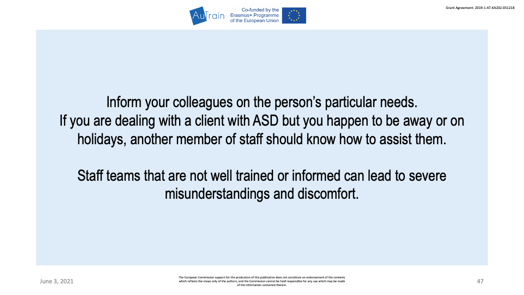 AuTrain
Co-funded by the
Erasmus+ Programme
of the European Union
Grant Agreement: 2019-1-AT-KA202-051218
Inform your colleagues on the person's particular needs.
If you are dealing with a client with ASD but you happen to be away or on
holidays, another member of staff should know how to assist them.
Staff teams that are not well trained or informed can lead to severe
misunderstandings and discomfort.
June 3, 2021
The European Commission support for the production of this publication does not constitute an endorsement of the contents
which reflects the views only of the authors, and the Commission cannot be held responsible for any use which may be made
of the information contained therein.
47